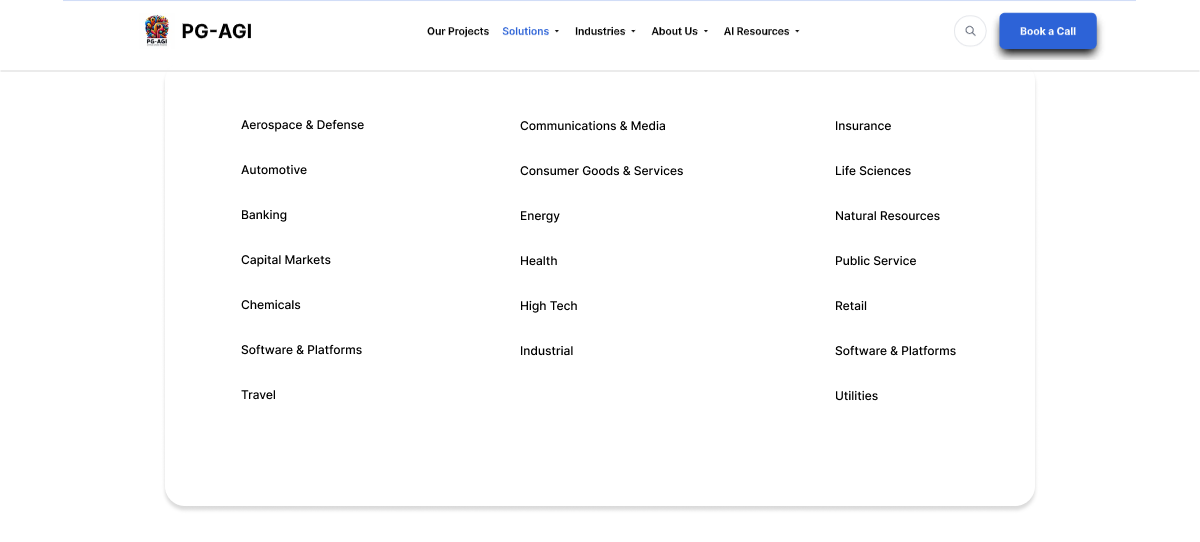 PG-AGI
PG-AGI
Our Projects
Solutions
Industries
About Us
AI Resources
Book a Call
Aerospace & Defense
Automotive
Banking
Capital Markets
Chemicals
Software & Platforms
Travel
Communications & Media
Consumer Goods & Services
Energy
Health
High Tech
Industrial
Insurance
Life Sciences
Natural Resources
Public Service
Retail
Software & Platforms
Utilities